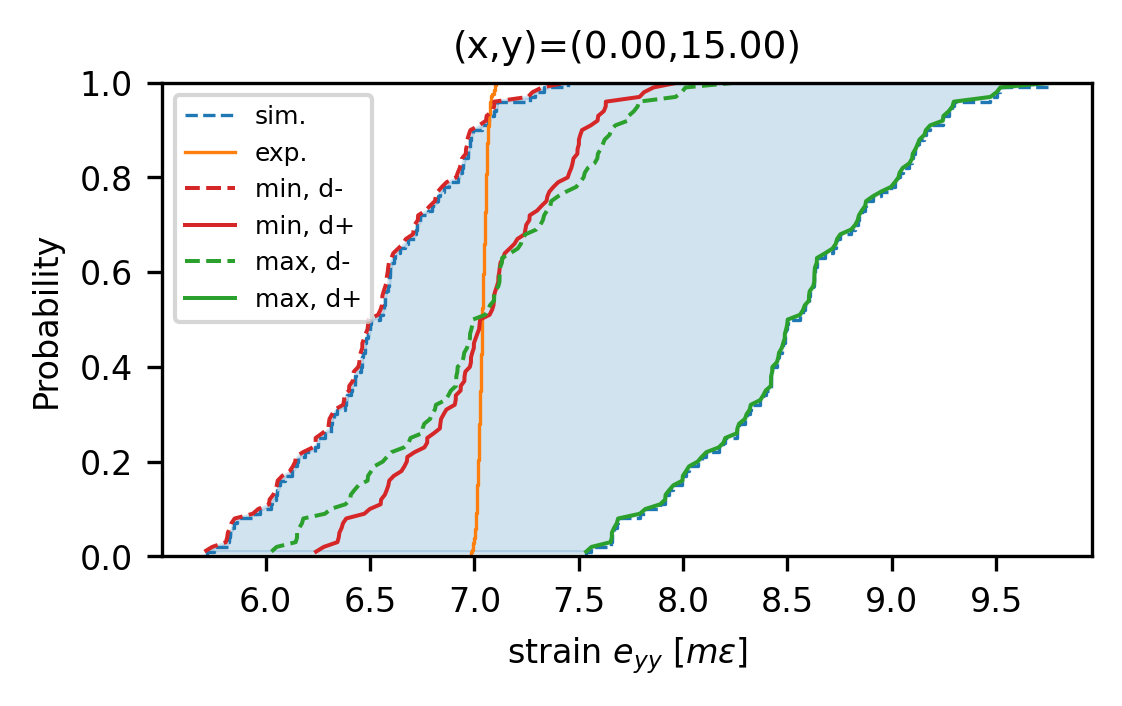 (x,y)=(0.00,15.00)
1.0
0.8
0.6
0.4
0.2
0.0
Probability
sim.
exp.
min, d-
min, d+
max, d-
max, d+
6.0 6.5 7.0 7.5 8.0 8.5 9.0 9.5
strain e_yy [mε]